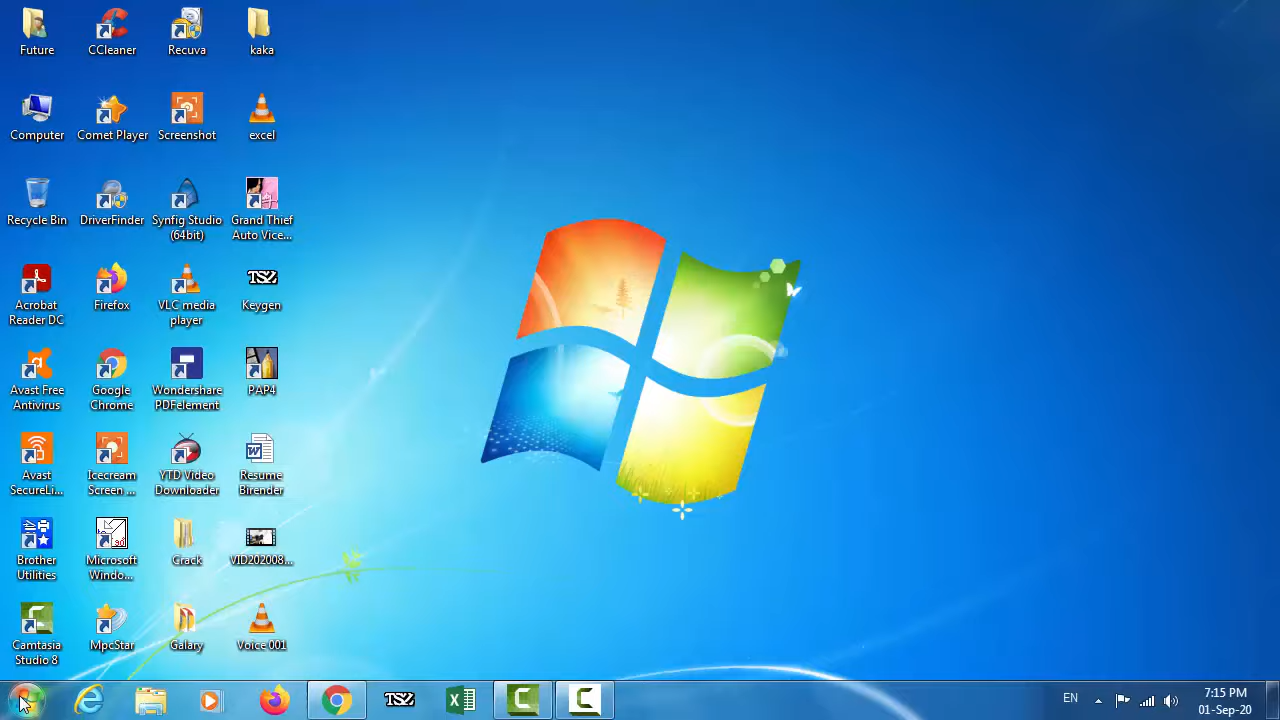 Future
CCleaner
Recuva
kaka
Computer
Comet Player
Screenshot
excel
Recycle Bin
DriverFinder
Synfig Studio
(64bit)
Grand Thief
Auto Vice...
Acrobat
Reader DC
Firefox
VLC media
player
TS2
Keygen
Avast Free
Antivirus
Google
Chrome
Wondershare
PDFelement
PAP4
Avast
SecureLi...
Icecream
Screen ...
YTD Video
Downloader
Resume
Birender
Brother
Utilities
Microsoft
Windo...
Crack
VID202008...
Camtasia
Studio 8
MpcStar
Galary
Voice 001
TS2
EN
7:15 PM
01-Sep-20